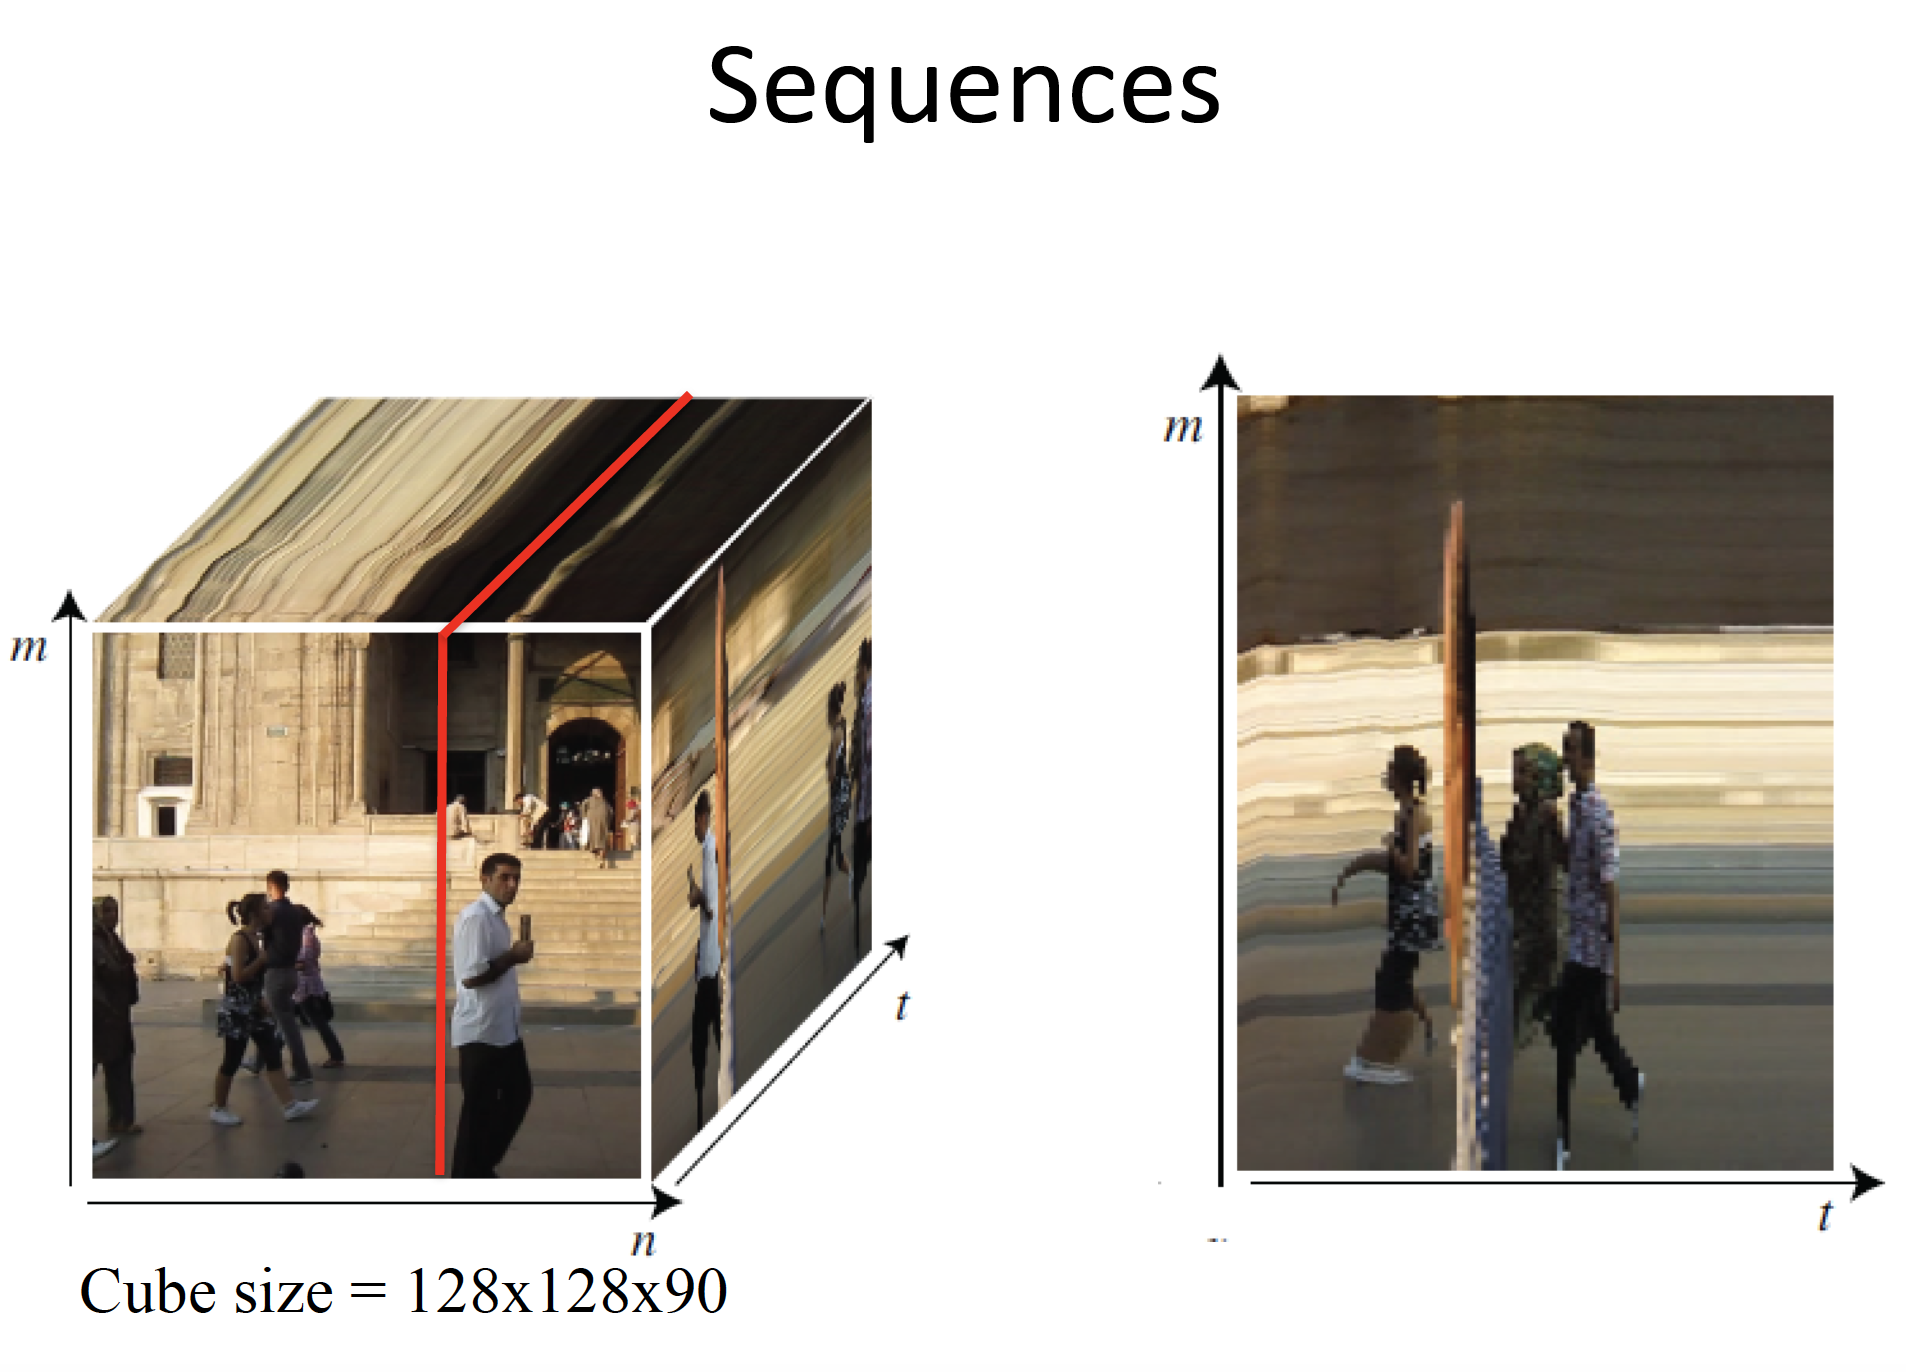 Sequences
m
m
t
t
n
Cube size = 128x128x90